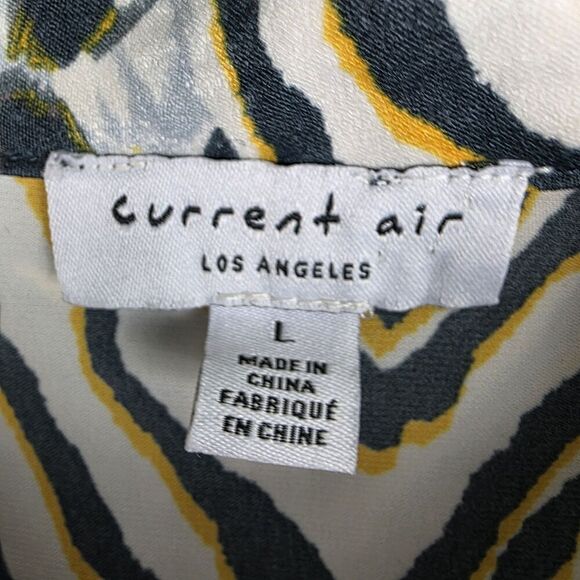 current air
LOS ANGELES
L
MADE IN
CHINA
FABRIQUÉ
EN CHINE